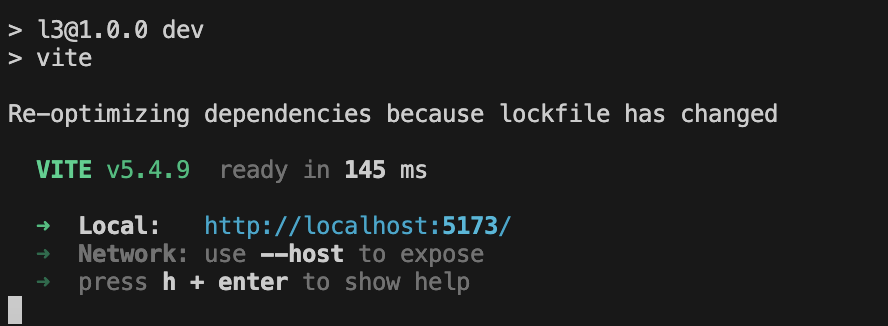 > l3@1.0.0 dev
> vite
Re-optimizing dependencies because lockfile has changed
VITE v5.4.9 ready in 145 ms
➜ Local: http://localhost:5173/
➜ Network: use --host to expose
➜ press h + enter to show help